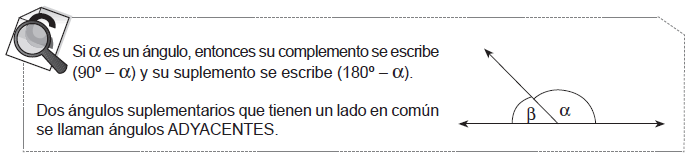 Si α es un ángulo, entonces su complemento se escribe
(90º – α) y su suplemento se escribe (180º – α).
Dos ángulos suplementarios que tienen un lado en común
se llaman ángulos ADYACENTES.
β α